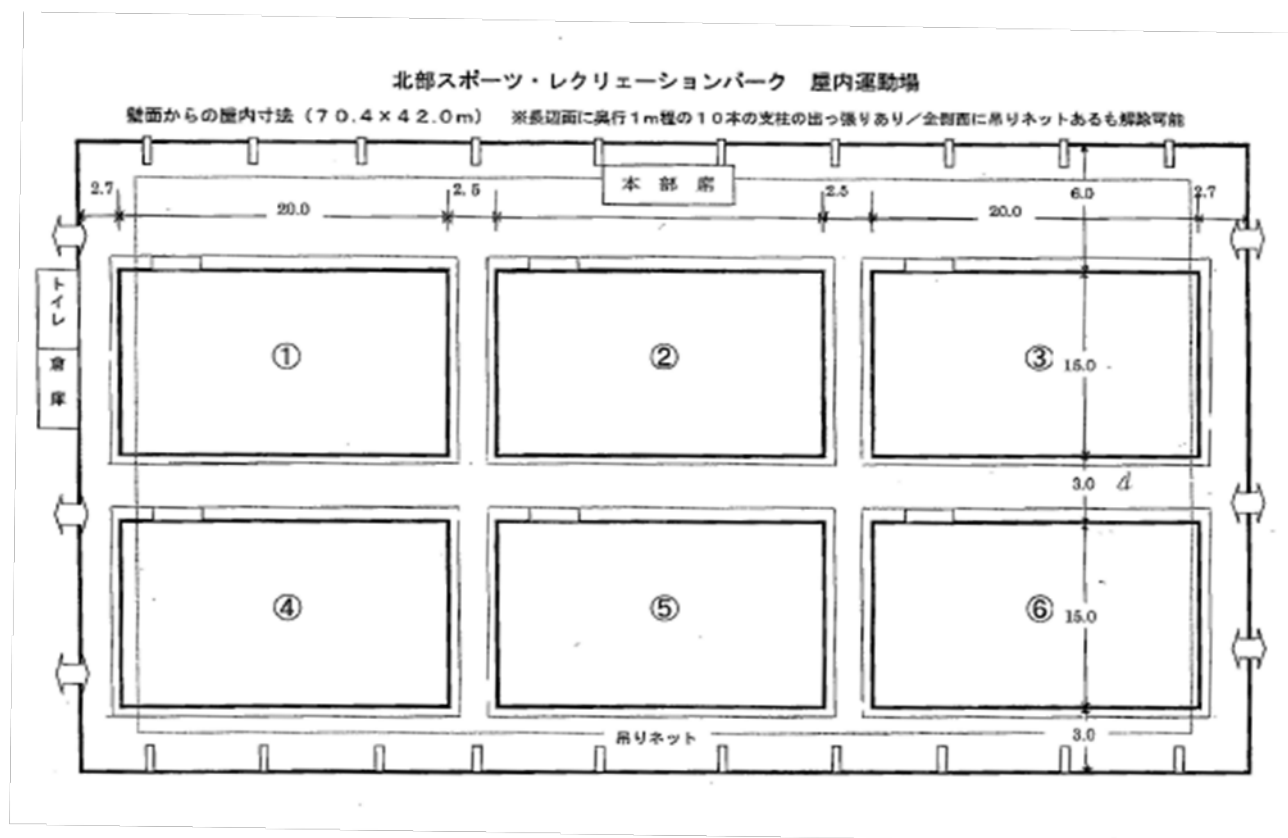 北部スポーツ・レクリェーションパーク　屋内運動場
壁面からの屋内寸法（７０.４×４２.０ｍ）　※長辺面に奥行１ｍ程の１０本の支柱の出っ張りあり／全側面に吊りネットあるも解除可能
本部席
2.7
20.0
2.5
2.5
20.0
6.0
2.7
トイレ
倉庫
①
②
③
15.0
3.0
d
④
⑤
⑥
15.0
吊りネット
3.0